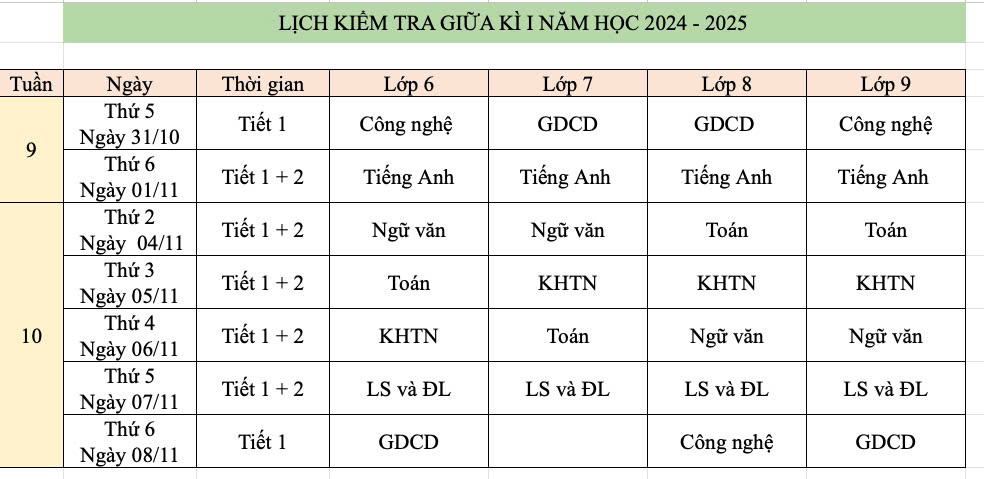 LỊCH KIỂM TRA GIỮA KÌ I NĂM HỌC 2024 - 2025
Tuần Ngày Thời gian Lớp 6 Lớp 7 Lớp 8 Lớp 9
9
Thứ 5
Ngày 31/10
Tiết 1 Công nghệ GDCD GDCD Công nghệ
Thứ 6
Ngày 01/11
Tiết 1 + 2 Tiếng Anh Tiếng Anh Tiếng Anh Tiếng Anh
10
Thứ 2
Ngày 04/11
Tiết 1 + 2 Ngữ văn Ngữ văn Toán Toán
Thứ 3
Ngày 05/11
Tiết 1 + 2 Toán KHTN KHTN KHTN
Thứ 4
Ngày 06/11
Tiết 1 + 2 KHTN Toán Ngữ văn Ngữ văn
Thứ 5
Ngày 07/11
Tiết 1 + 2 LS và ĐL LS và ĐL LS và ĐL LS và ĐL
Thứ 6
Ngày 08/11
Tiết 1 GDCD Công nghệ GDCD